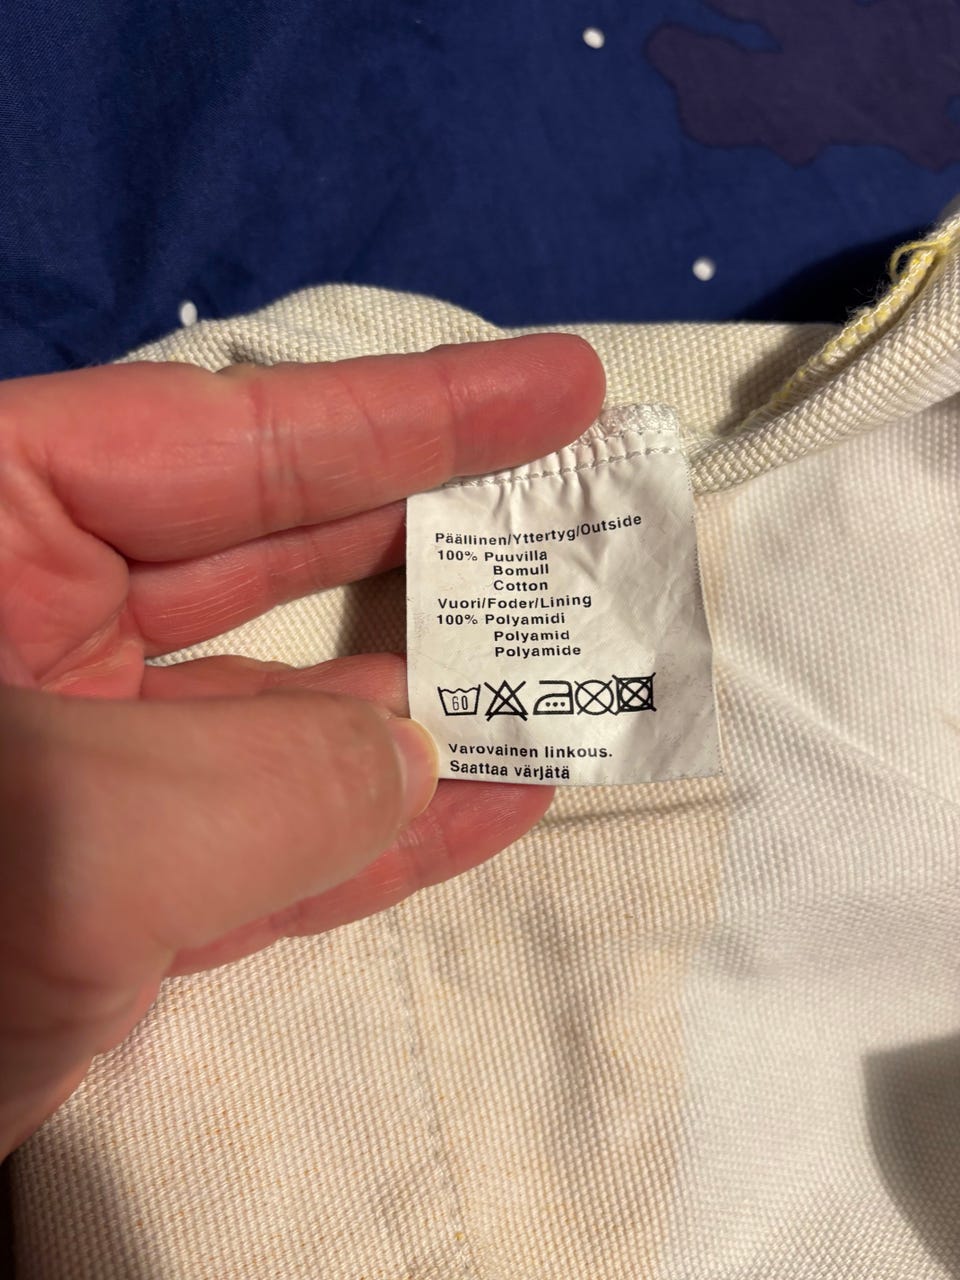 Päällinen/Yttertyg/Outside
100% Puuvilla
Bomull
Cotton
Vuori/Foder/Lining
100% Polyamidi
Polyamid
Polyamide
60
Varovainen linkous.
Saattaa värjätä